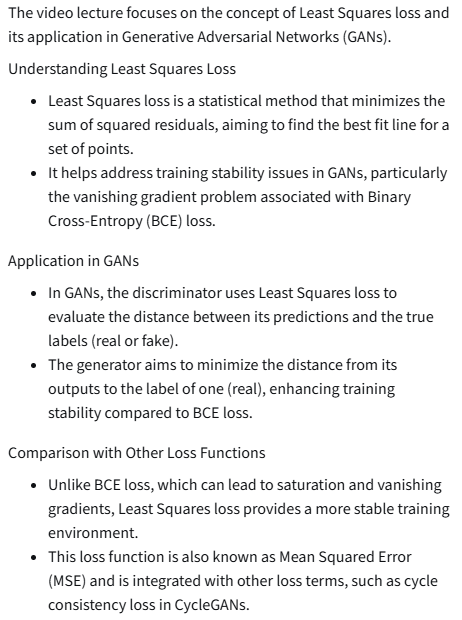 The video lecture focuses on the concept of Least Squares loss and
its application in Generative Adversarial Networks (GANs).
Understanding Least Squares Loss
• Least Squares loss is a statistical method that minimizes the
sum of squared residuals, aiming to find the best fit line for a
set of points.
• It helps address training stability issues in GANs, particularly
the vanishing gradient problem associated with Binary
Cross-Entropy (BCE) loss.
Application in GANs
• In GANs, the discriminator uses Least Squares loss to
evaluate the distance between its predictions and the true
labels (real or fake).
• The generator aims to minimize the distance from its
outputs to the label of one (real), enhancing training
stability compared to BCE loss.
Comparison with Other Loss Functions
• Unlike BCE loss, which can lead to saturation and vanishing
gradients, Least Squares loss provides a more stable training
environment.
• This loss function is also known as Mean Squared Error
(MSE) and is integrated with other loss terms, such as cycle
consistency loss in CycleGANs.